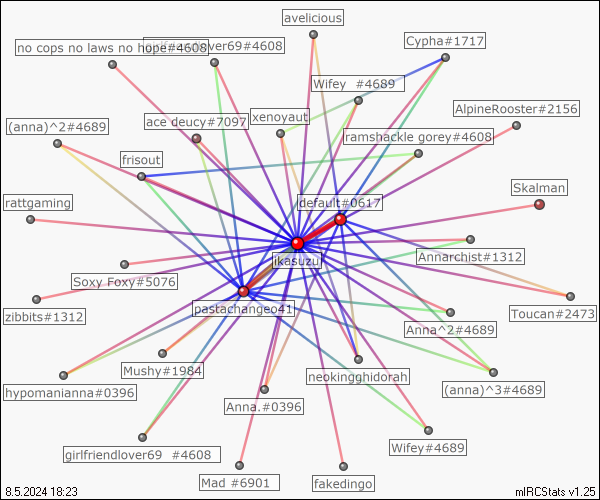 avelicious
no cops no laws no hope#4608
lover69#4608
Cypha#1717
Wifey #4689
AlpineRooster#2156
ace deucy#7097
xenoyaut
(anna)^2#4689
ramshackle gorey#4608
frisout
Skalman
rattgaming
default#0617
ikasuzu
Annarchist#1312
Soxy Foxy#5076
zibbits#1312
pastachangeo41
Toucan#2473
Anna^2#4689
Mushy#1984
neokingghidorah
hypomanianna#0396
(anna)^3#4689
Anna.#0396
girlfriendlover69 #4608
Wifey#4689
Mad #6901
fakedingo
8.5.2024 18:23
mIRCStats v1.25